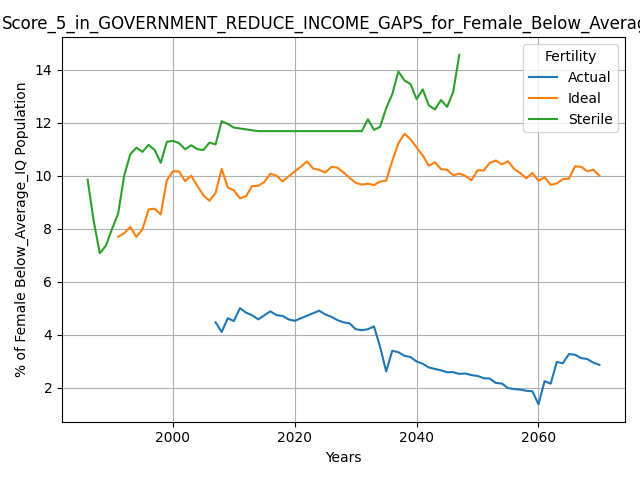 Score_5_in_GOVERNMENT_REDUCE_INCOME_GAPS_for_Female_Below_Averag
Fertility
Actual
Ideal
Sterile
% of Female Below_Average_IQ Population
14
12
10
8
6
4
2
2000 2020 2040 2060
Years